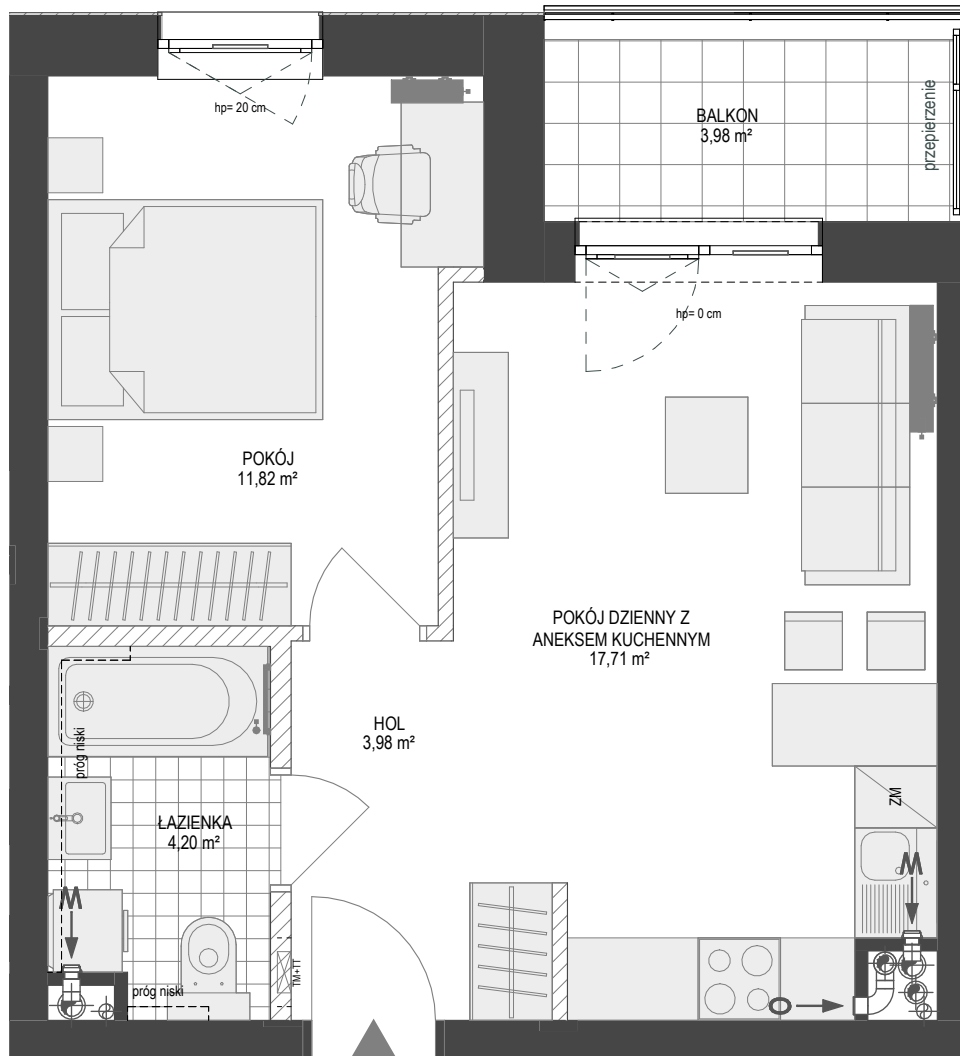 hp= 20 cm
BALKON
3,98 m²
przepierzenie
hp= 0 cm
POKÓJ
11,82 m²
POKÓJ DZIENNY Z
ANEKSEM KUCHENNYM
17,71 m²
HOL
3,98 m²
próg niski
ŁAZIENKA
4,20 m²
ZM
M
M
TM+TT
próg niski
O